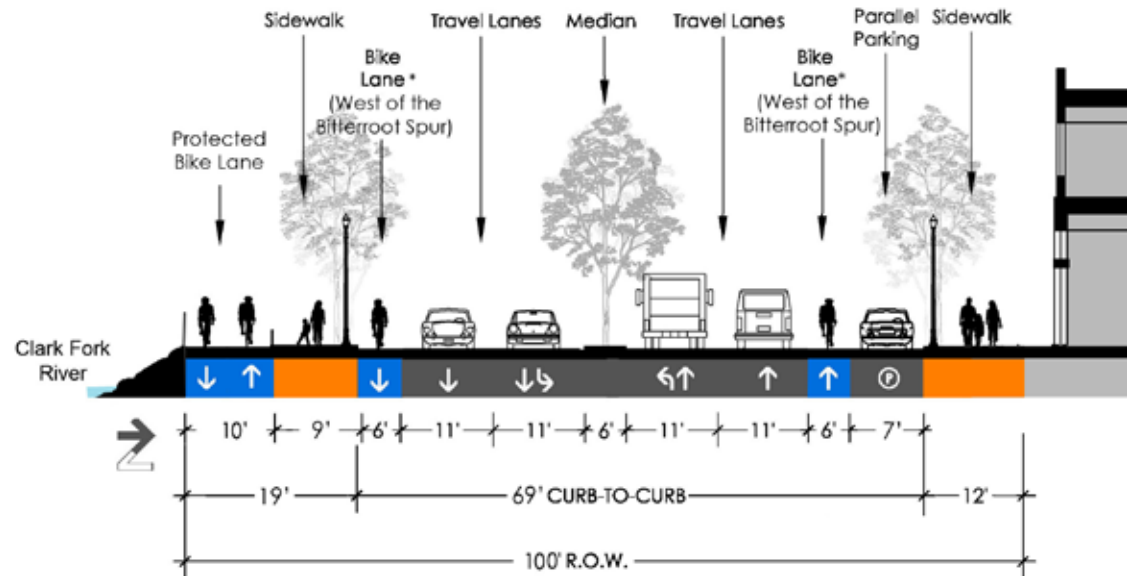 Sidewalk
Travel Lanes
Median
Travel Lanes
Parallel
Parking
Sidewalk
Bike
Lane*
(West of the
Bitterroot Spur)
Bike
Lane*
(West of the
Bitterroot Spur)
Protected
Bike Lane
Clark Fork
River
P
N
10' 9' 6' 11' 11' 6' 11' 11' 6' 7'
19' 69' CURB-TO-CURB 12'
100' R.O.W.